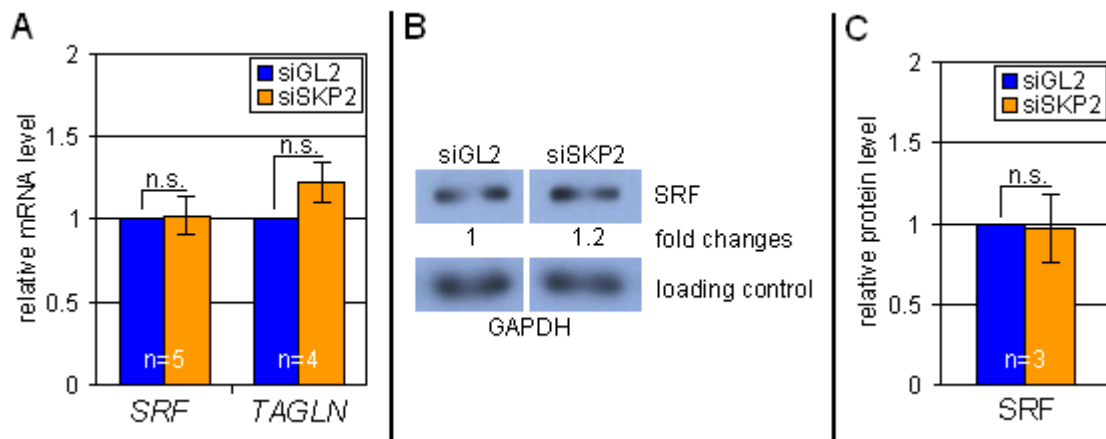 A
relative mRNA level
2
1.5
1
0.5
0
siGL2
siSKP2
n.s.
n.s.
n=5
n=4
SRF
TAGLN
B
siGL2 siSKP2
SRF
1 1.2 fold changes
loading control
GAPDH
C
relative protein level
2
1.5
1
0.5
0
siGL2
siSKP2
n.s.
n=3
SRF